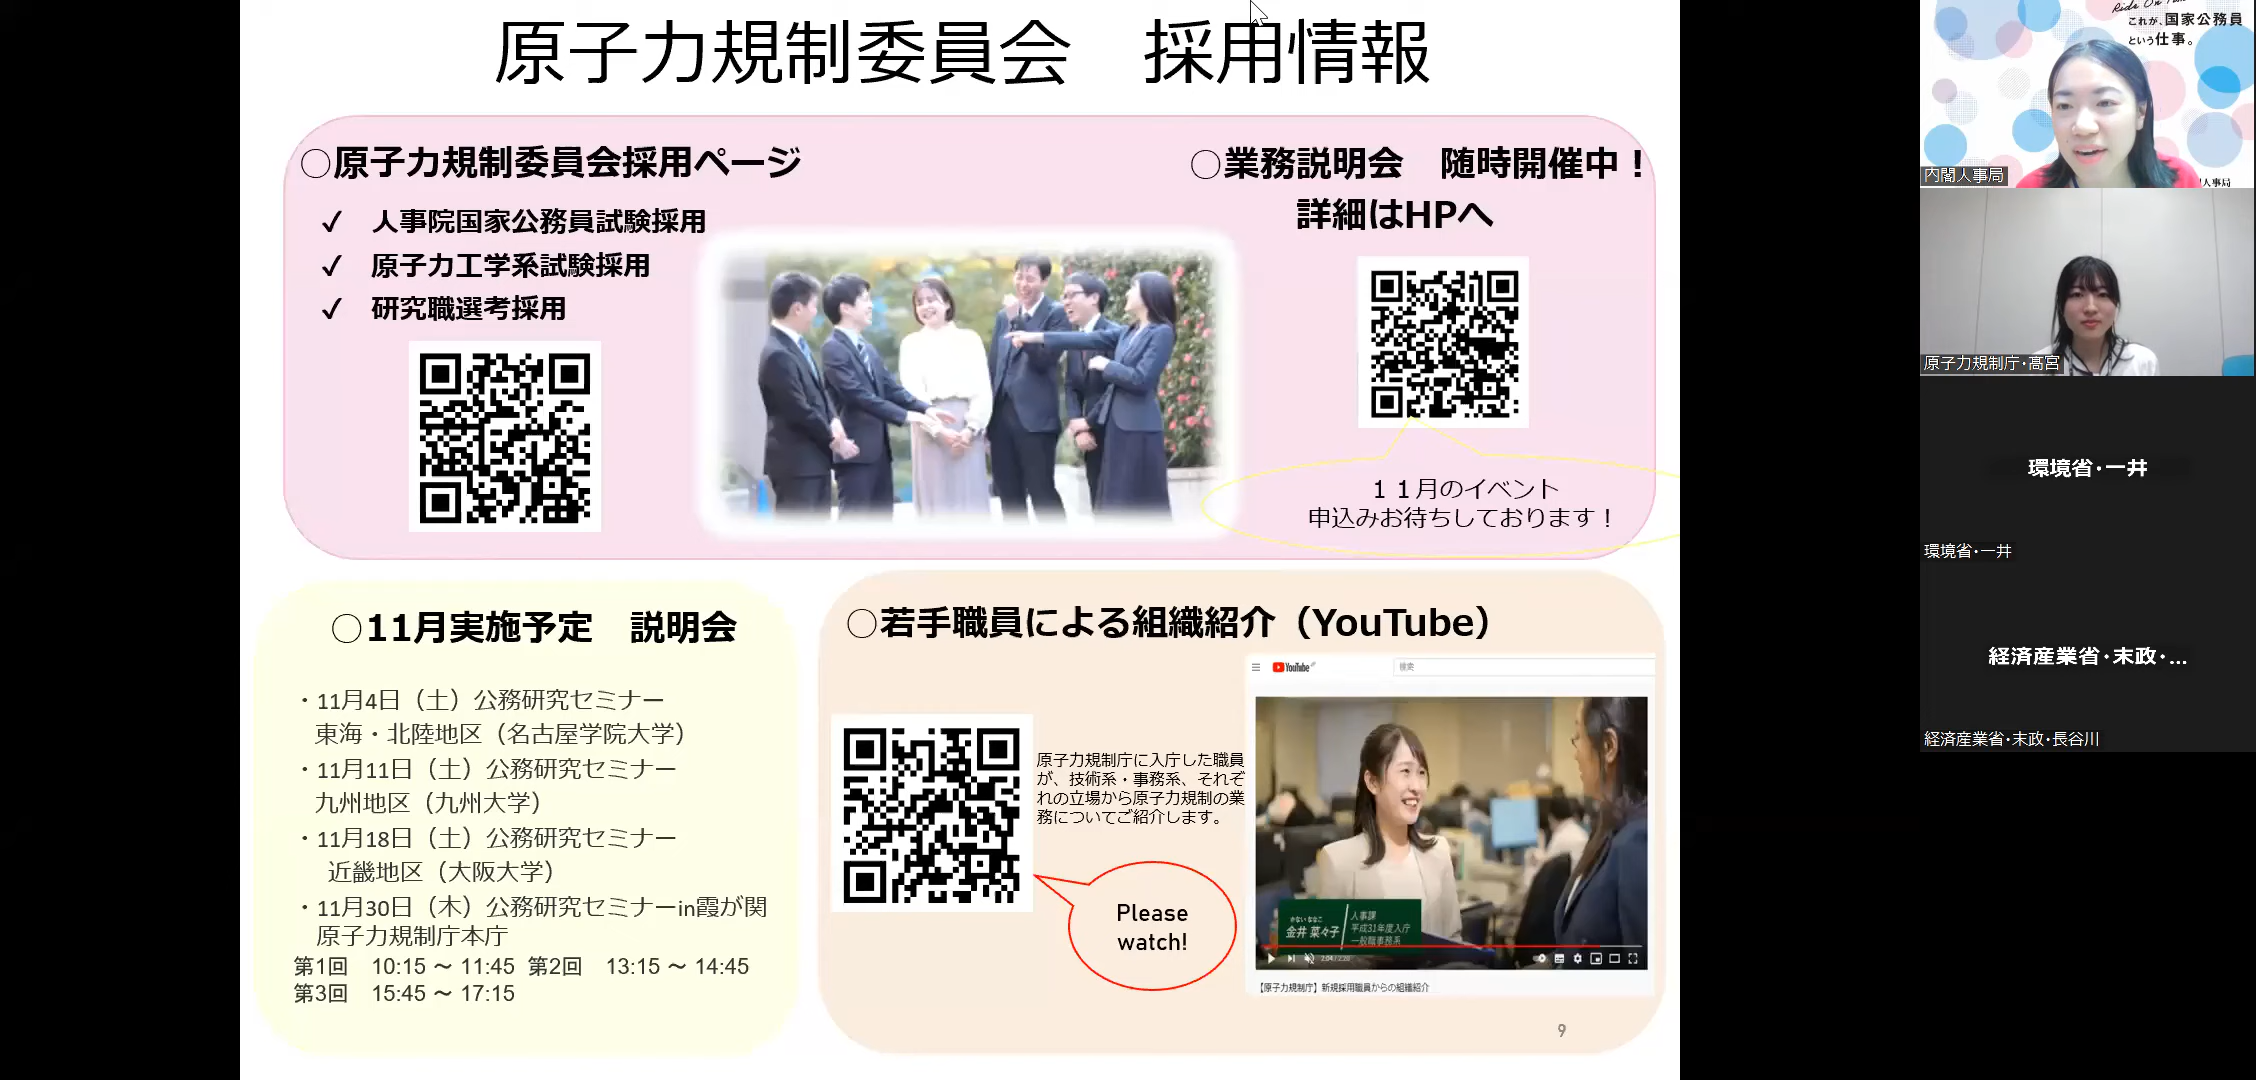 原子力規制委員会　採用情報
○原子力規制委員会採用ページ
✓ 人事院国家公務員試験採用
✓ 原子力工学系試験採用
✓ 研究職選考採用
○業務説明会　随時開催中！
詳細はHPへ
１１月のイベント
申込みお待ちしております！
○11月実施予定　説明会
・11月4日（土）公務研究セミナー
東海・北陸地区（名古屋学院大学）
・11月11日（土）公務研究セミナー
九州地区（九州大学）
・11月18日（土）公務研究セミナー
近畿地区（大阪大学）
・11月30日（木）公務研究セミナーin霞が関
原子力規制庁本庁
第1回　10:15 ～ 11:45 第2回　13:15 ～ 14:45
第3回　15:45 ～ 17:15
○若手職員による組織紹介（YouTube）
原子力規制庁に入庁した職員
が、技術系・事務系、それぞ
れの立場から原子力規制の業
務についてご紹介します。
Please
watch!
YouTube
検索
かない ななこ
金井 菜々子
人事課
平成31年度入庁
一般職事務系
2:04 / 2:20
【原子力規制庁】新規採用職員からの組織紹介
9
Ride On
これが、国家公務員
という仕事。
人事局
内閣人事局
原子力規制庁・髙宮
環境省・一井
環境省・一井
経済産業省・末政・...
経済産業省・末政・長谷川